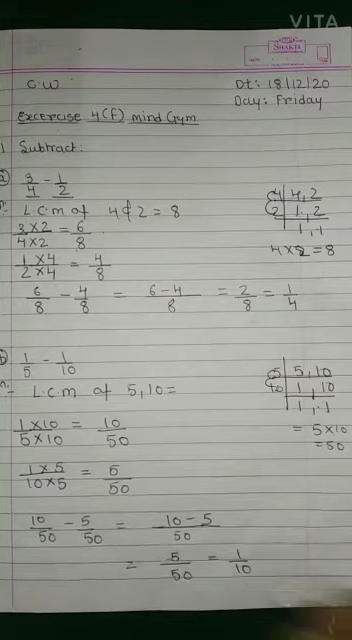 VITA
SHAKTI
C.W
Dt: 18/12/20
Day: Friday
Excercise 4(f) mind Gym
1 Subtract:
a 3/4 - 1/2
L.C.m of 4 & 2 = 8
4 | 4, 2
2 | 1, 2
1, 1
4×2 = 8
3×2/4×2 = 6/8
1×4/2×4 = 4/8
6/8 - 4/8 = 6-4/8 = 2/8 = 1/4
b 1/5 - 1/10
L.C.m of 5, 10 =
5 | 5, 10
10 | 1, 10
1, 1
= 5×10
= 50
1×10/5×10 = 10/50
1×5/10×5 = 5/50
10/50 - 5/50 = 10-5/50
= 5/50 = 1/10